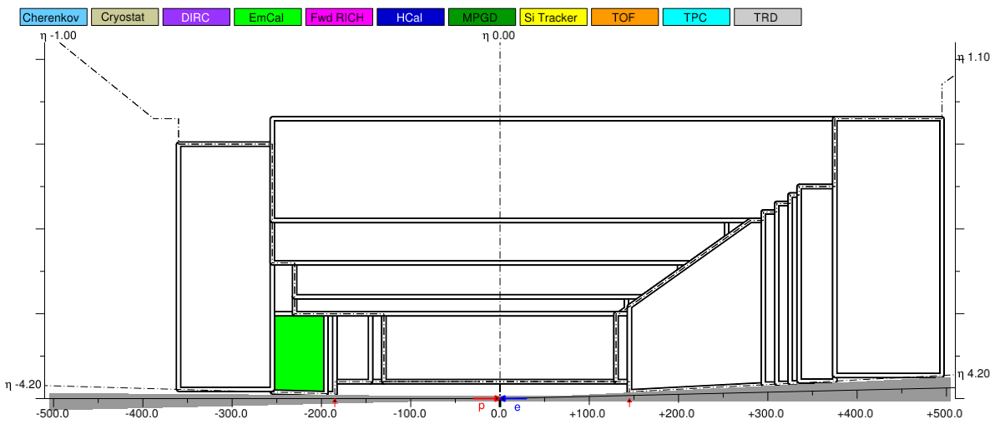 Cherenkov Cryostat DIRC EmCal Fwd RICH HCal MPGD Si Tracker TOF TPC TRD
η -1.00 η 0.00
η 1.10
η -4.20 η 4.20
-500.0 -400.0 -300.0 -200.0 -100.0 0.0 +100.0 +200.0 +300.0 +400.0 +500.0
p e